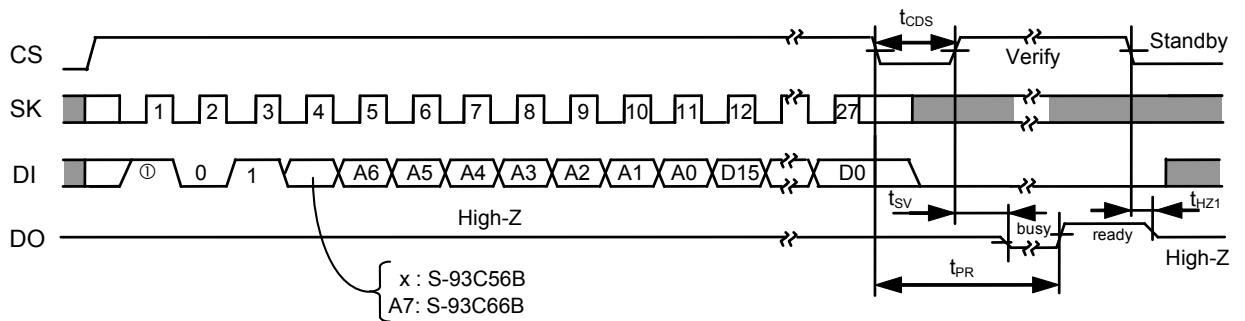 tCDS
CS
Verify
Standby
SK
1 2 3 4 5 6 7 8 9 10 11 12 27
DI
① 0 1 A6 A5 A4 A3 A2 A1 A0 D15 D0
tSV
tHZ1
High-Z
busy
ready
DO
High-Z
tPR
x : S-93C56B
A7: S-93C66B